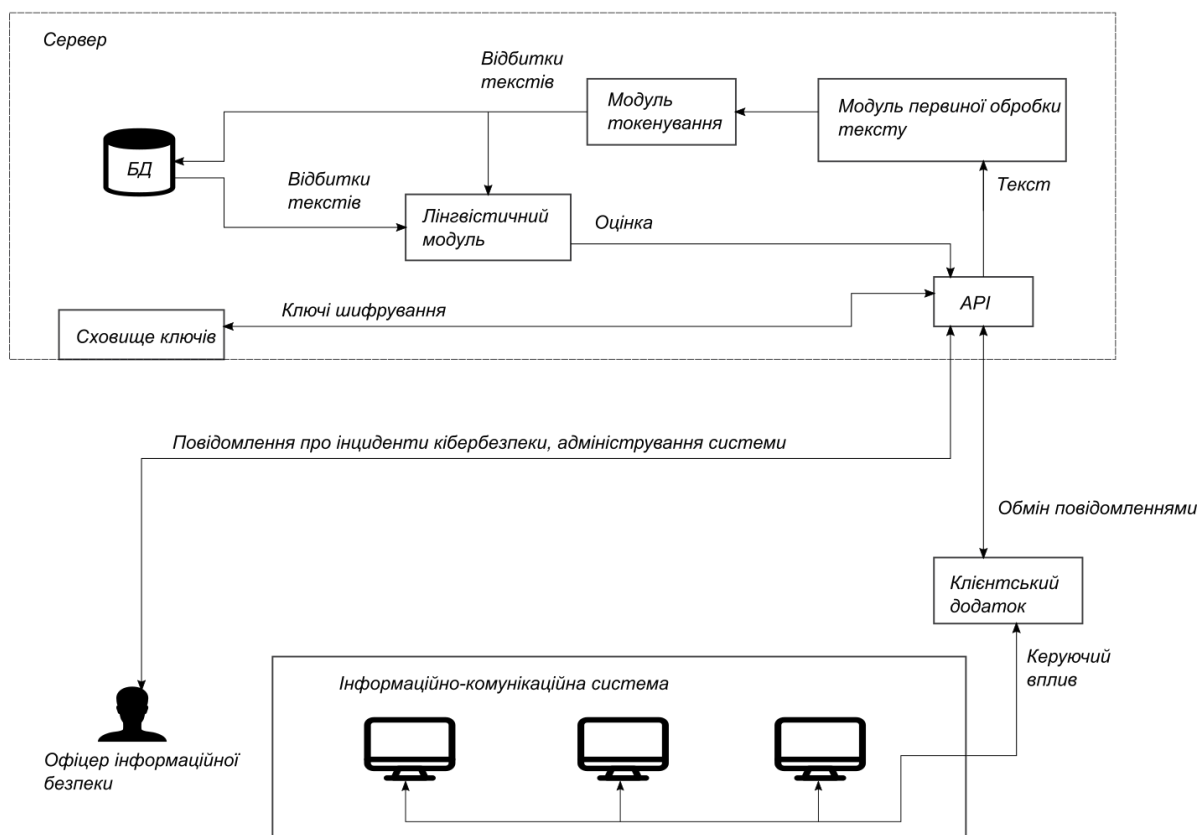 Сервер
Відбитки
текстів
Модуль
токенування
Модуль первиної обробки
тексту
БД
Відбитки
текстів
Текст
Лінгвістичний
модуль
Оцінка
API
Ключі шифрування
Сховище ключів
Повідомлення про інциденти кібербезпеки, адміністрування системи
Обмін повідомленнями
Клієнтський
додаток
Керуючий
вплив
Інформаційно-комунікаційна система
Офіцер інформаційної
безпеки